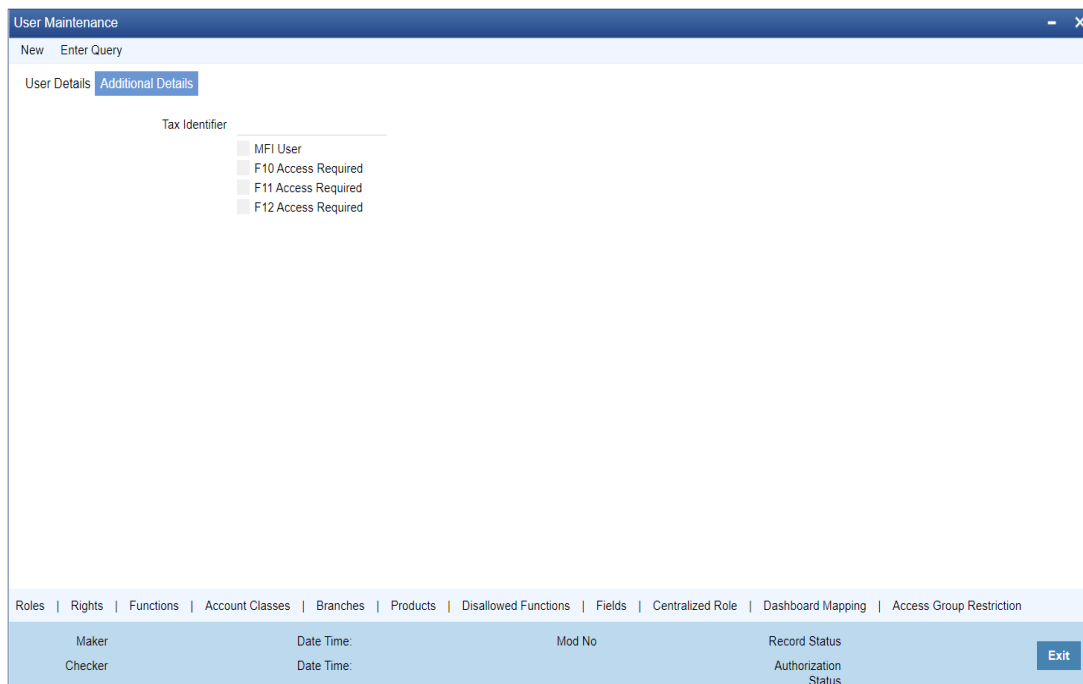 User Maintenance
New Enter Query
User Details Additional Details
Tax Identifier
MFI User
F10 Access Required
F11 Access Required
F12 Access Required
Roles | Rights | Functions | Account Classes | Branches | Products | Disallowed Functions | Fields | Centralized Role | Dashboard Mapping | Access Group Restriction
Maker Date Time: Mod No Record Status
Checker Date Time: Authorization Status
Exit